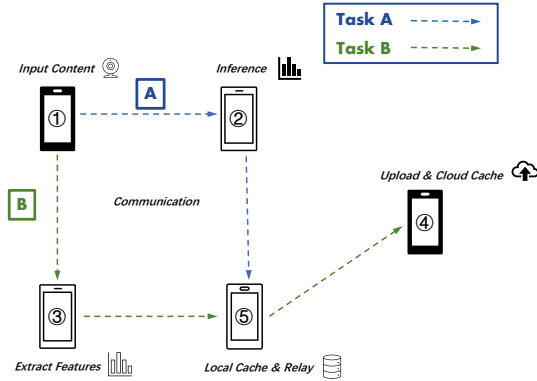 Task A
Task B
Input Content
Inference
A
①
②
Upload & Cloud Cache
B
Communication
④
③
⑤
Extract Features
Local Cache & Relay